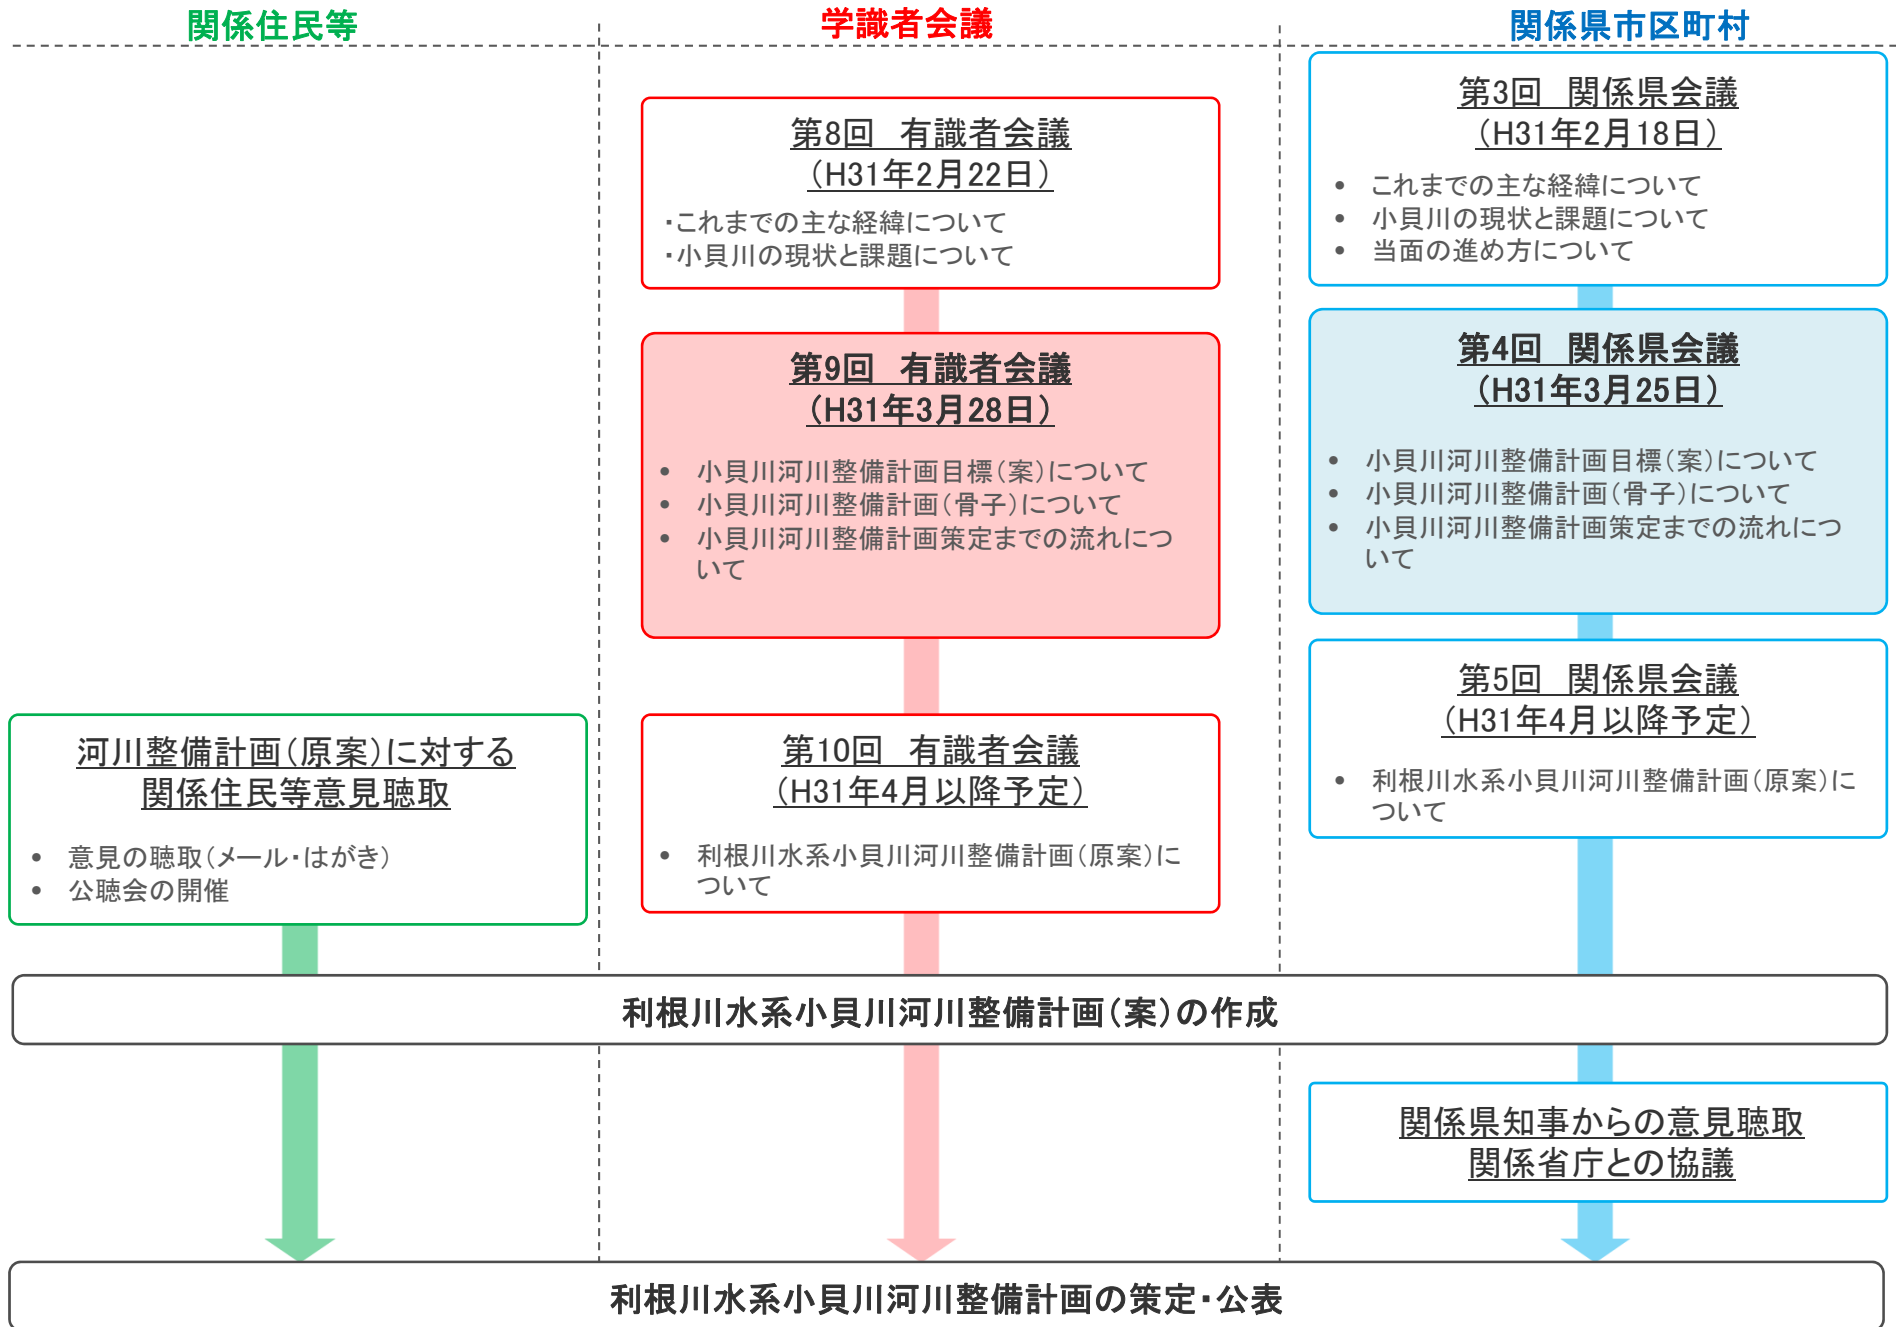 関係住民等
学識者会議
関係県市区町村
第8回　有識者会議
（H31年2月22日）
・これまでの主な経緯について
・小貝川の現状と課題について
第3回　関係県会議
（H31年2月18日）
• これまでの主な経緯について
• 小貝川の現状と課題について
• 当面の進め方について
第9回　有識者会議
（H31年3月28日）
• 小貝川河川整備計画目標（案）について
• 小貝川河川整備計画（骨子）について
• 小貝川河川整備計画策定までの流れにつ
いて
第4回　関係県会議
（H31年3月25日）
• 小貝川河川整備計画目標（案）について
• 小貝川河川整備計画（骨子）について
• 小貝川河川整備計画策定までの流れにつ
いて
河川整備計画（原案）に対する
関係住民等意見聴取
• 意見の聴取（メール・はがき）
• 公聴会の開催
第10回　有識者会議
（H31年4月以降予定）
• 利根川水系小貝川河川整備計画（原案）に
ついて
第5回　関係県会議
（H31年4月以降予定）
• 利根川水系小貝川河川整備計画（原案）に
ついて
利根川水系小貝川河川整備計画（案）の作成
関係県知事からの意見聴取
関係省庁との協議
利根川水系小貝川河川整備計画の策定・公表